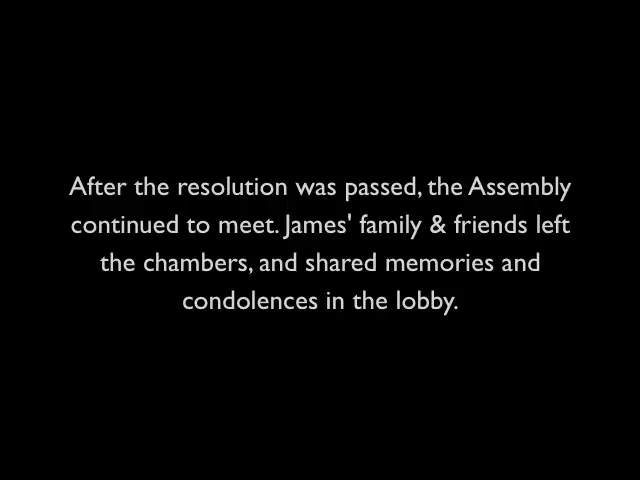 After the resolution was passed, the Assembly
continued to meet. James' family & friends left
the chambers, and shared memories and
condolences in the lobby.